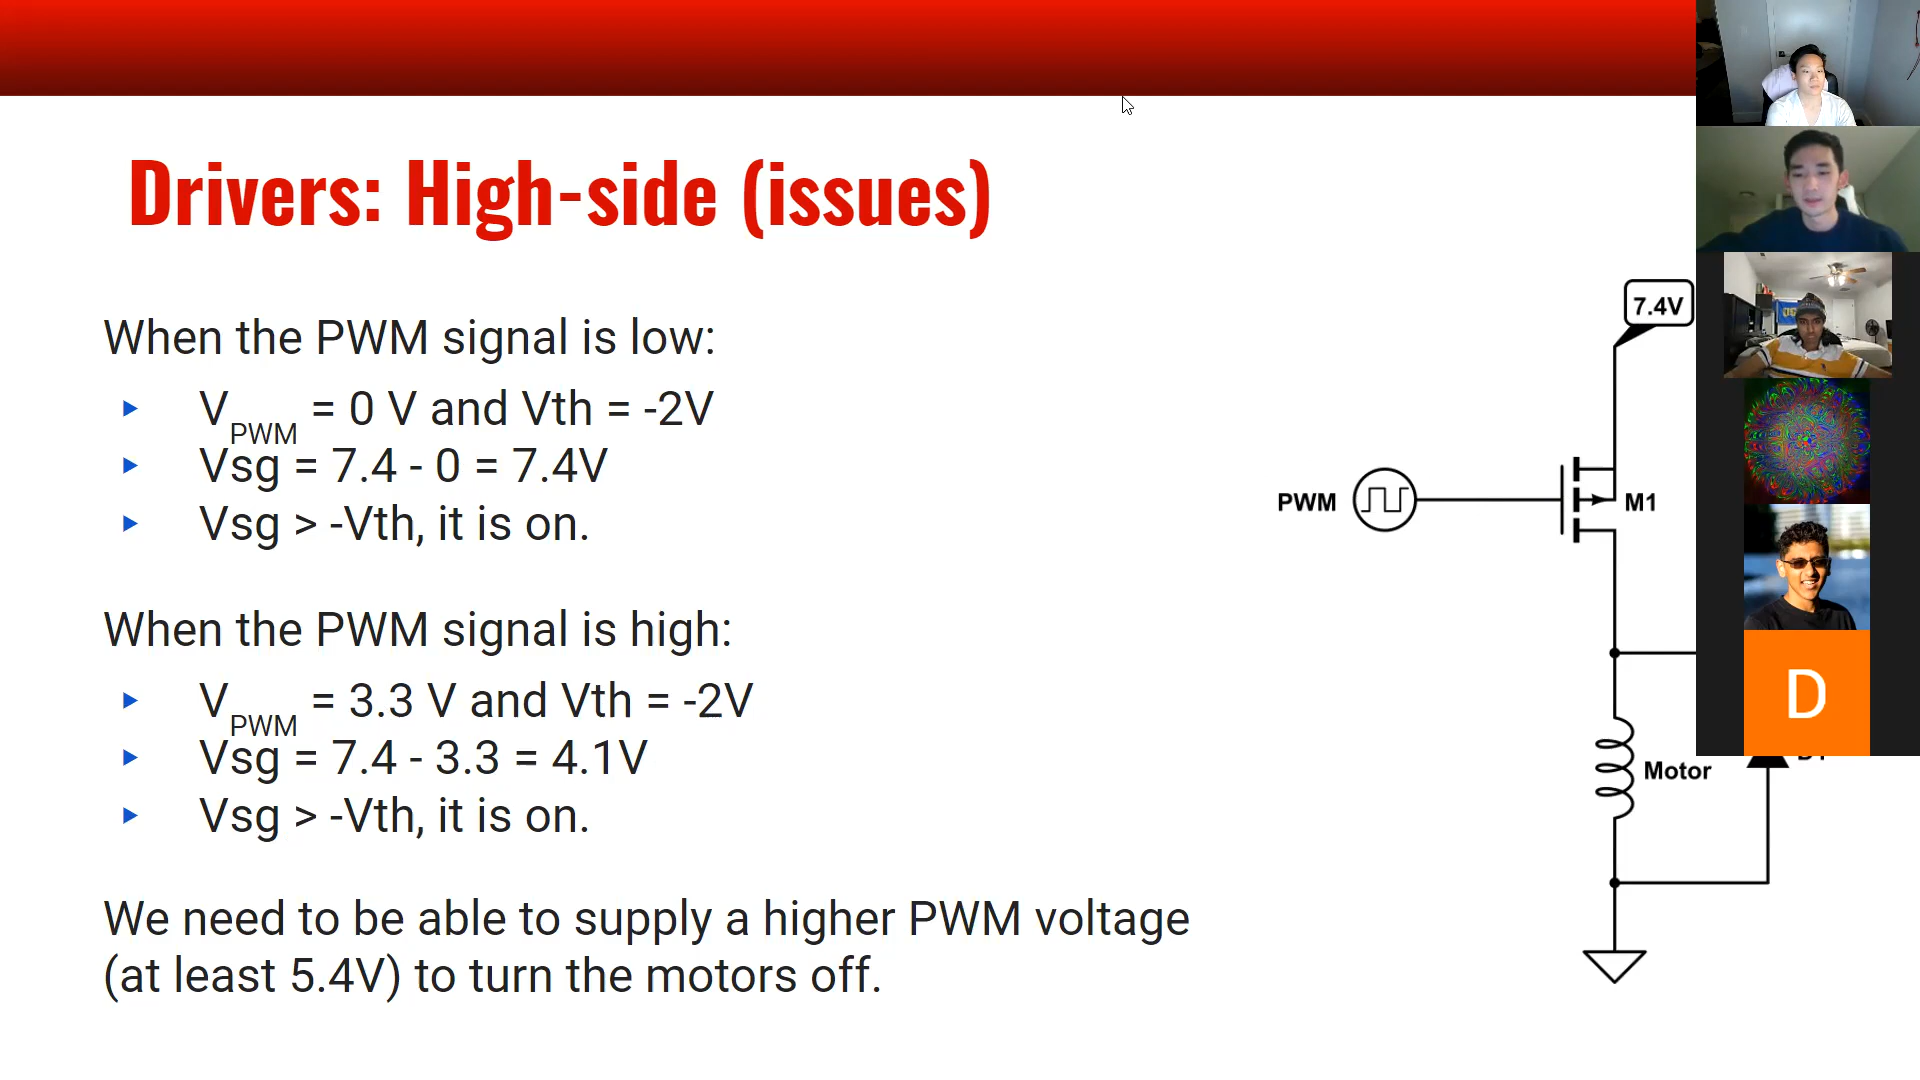 Drivers: High-side (issues)
When the PWM signal is low:
V PWM = 0 V and Vth = -2V
Vsg = 7.4 - 0 = 7.4V
Vsg > -Vth, it is on.
When the PWM signal is high:
V PWM = 3.3 V and Vth = -2V
Vsg = 7.4 - 3.3 = 4.1V
Vsg > -Vth, it is on.
We need to be able to supply a higher PWM voltage
(at least 5.4V) to turn the motors off.
7.4V
PWM
M1
Motor
D